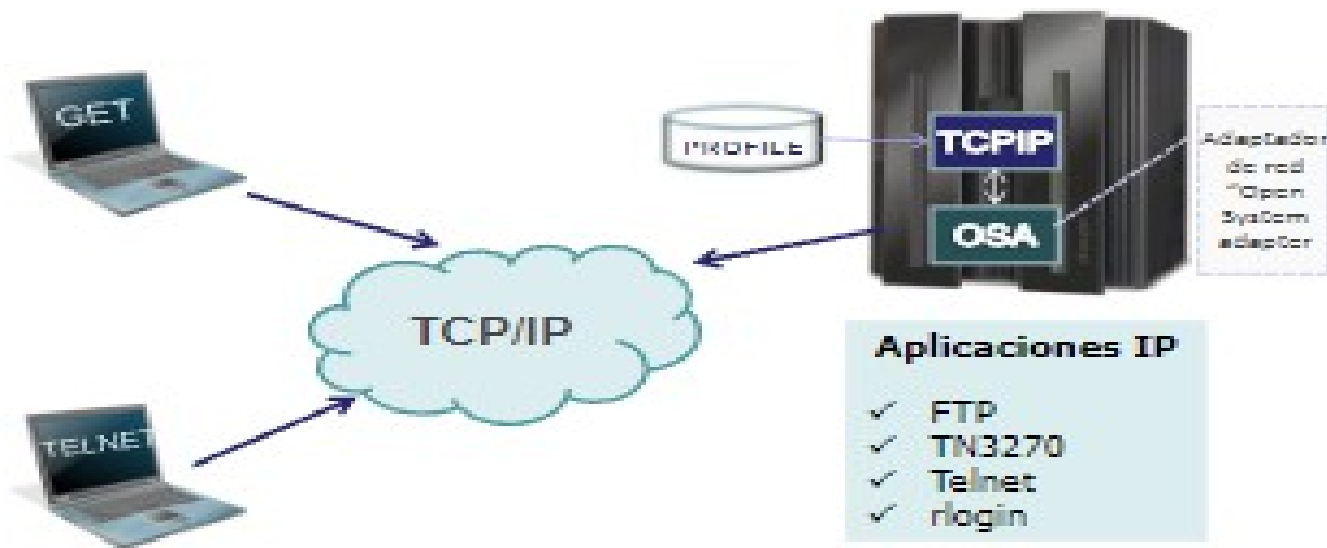 GET
PROFILE
TCPIP
OSA
Adaptador
de red
"Open
System
adapter
TCP/IP
TELNET
Aplicaciones IP
✓ FTP
✓ TN3270
✓ Telnet
✓ rlogin